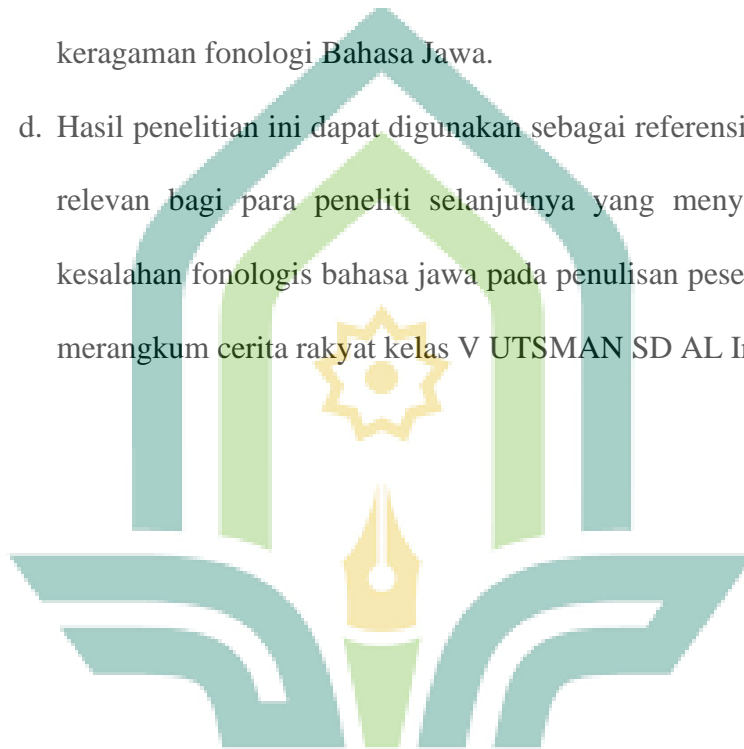 keragaman fonologi Bahasa Jawa.
d. Hasil penelitian ini dapat digunakan sebagai referensi
relevan bagi para peneliti selanjutnya yang meny
kesalahan fonologis bahasa jawa pada penulisan pese
merangkum cerita rakyat kelas V UTSMAN SD AL I